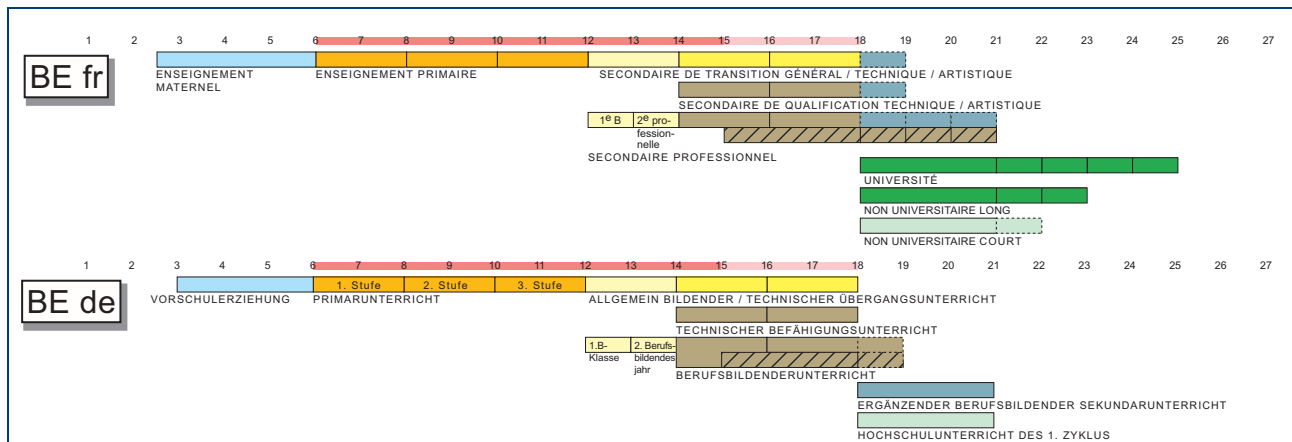 1 2 3 4 5 6 7 8 9 10 11 12 13 14 15 16 17 18 19 20 21 22 23 24 25 26 27
BE fr
ENSEIGNEMENT
MATERNEL
ENSEIGNEMENT PRIMAIRE
SECONDAIRE DE TRANSITION GÉNÉRAL / TECHNIQUE / ARTISTIQUE
SECONDAIRE DE QUALIFICATION TECHNIQUE / ARTISTIQUE
1e B
2e pro-
fession-
nelle
SECONDAIRE PROFESSIONNEL
UNIVERSITÉ
NON UNIVERSITAIRE LONG
NON UNIVERSITAIRE COURT
1 2 3 4 5 6 7 8 9 10 11 12 13 14 15 16 17 18 19 20 21 22 23 24 25 26 27
BE de
1. Stufe 2. Stufe 3. Stufe
VORSCHULERZIEHUNG
PRIMARUNTERRICHT
ALLGEMEIN BILDENDER / TECHNISCHER ÜBERGANGSUNTERRICHT
TECHNISCHER BEFÄHIGUNGSUNTERRICHT
1.B-
Klasse
2. Berufs-
bildendes
jahr
BERUFSBILDENDERUNTERRICHT
ERGÄNZENDER BERUFSBILDENDER SEKUNDARUNTERRICHT
HOCHSCHULUNTERRICHT DES 1. ZYKLUS